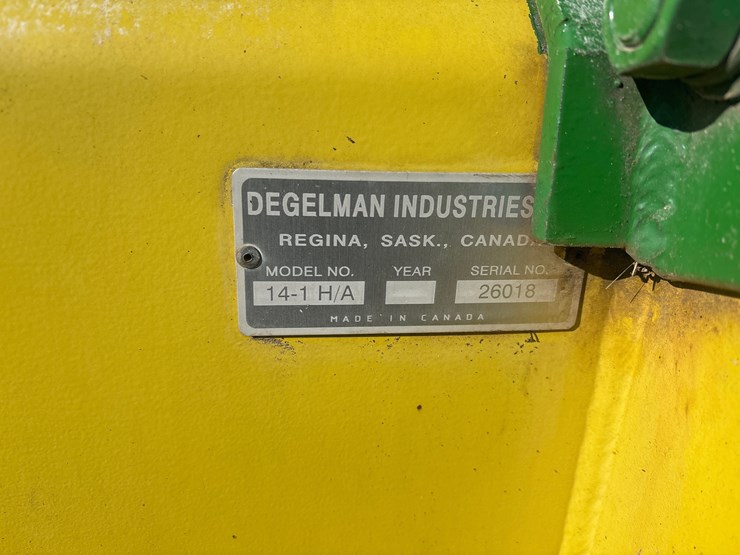 DEGELMAN INDUSTRIES
REGINA, SASK., CANAD
MODEL NO. YEAR SERIAL NO.
14-1 H/A 26018
MADE IN CANADA